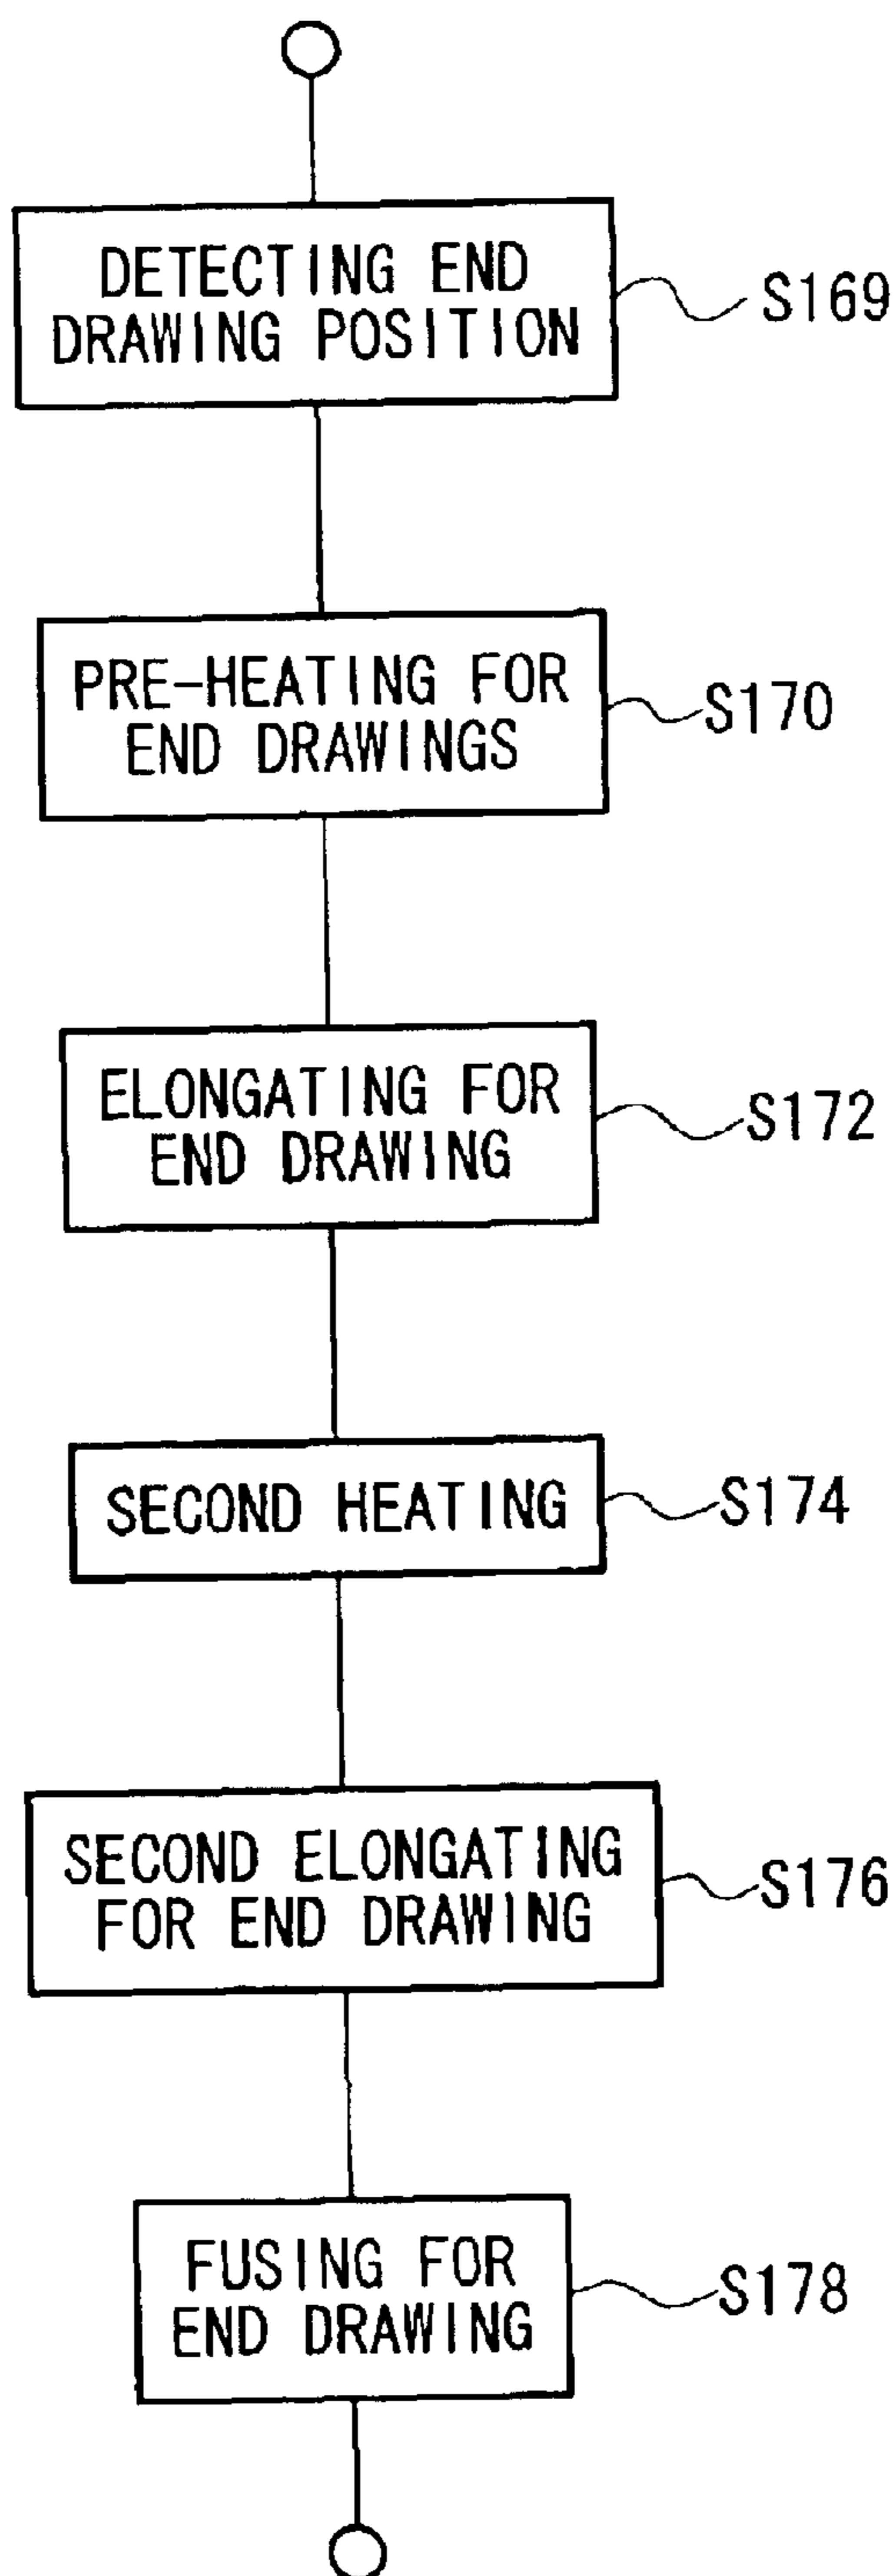 DETECTING END
DRAWING POSITION
S169
PRE-HEATING FOR
END DRAWINGS
S170
ELONGATING FOR
END DRAWING
S172
SECOND HEATING
S174
SECOND ELONGATING
FOR END DRAWING
S176
FUSING FOR
END DRAWING
S178